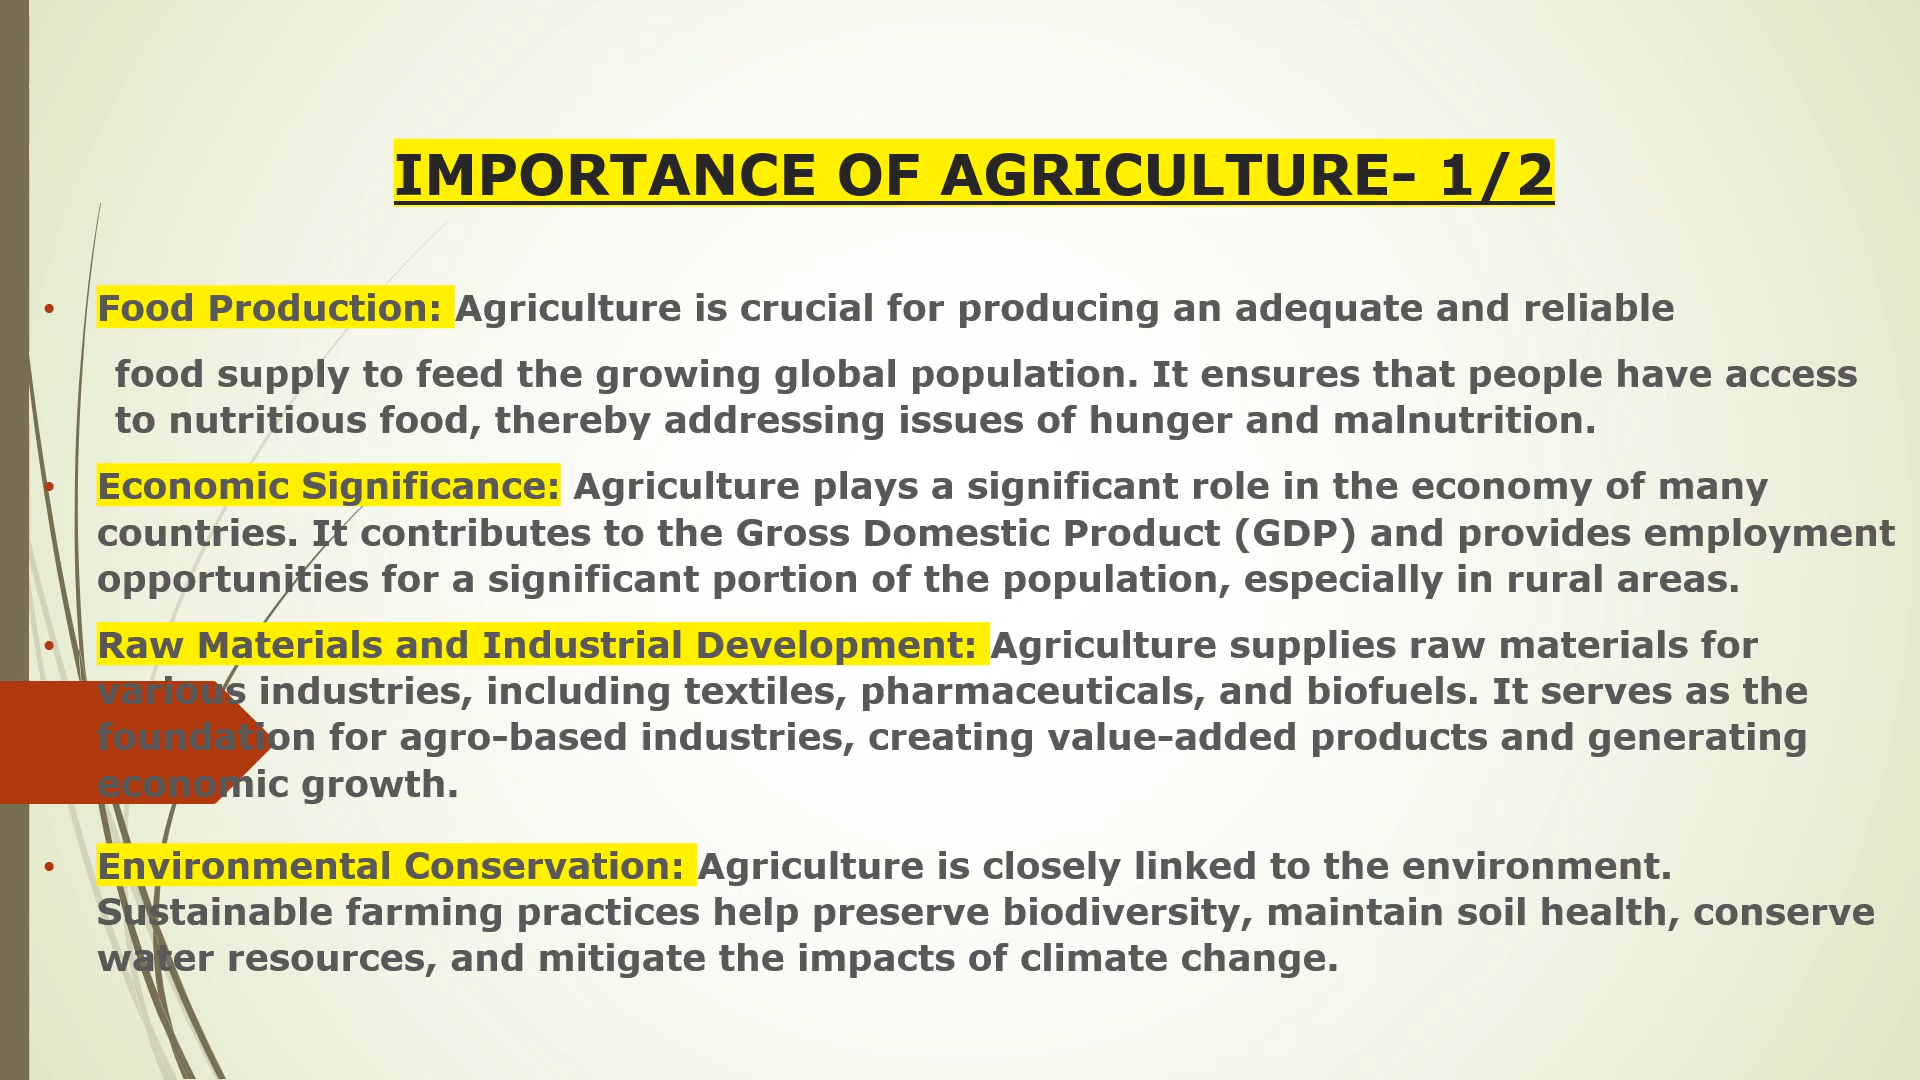 IMPORTANCE OF AGRICULTURE- 1/2
• Food Production: Agriculture is crucial for producing an adequate and reliable
food supply to feed the growing global population. It ensures that people have access
to nutritious food, thereby addressing issues of hunger and malnutrition.
• Economic Significance: Agriculture plays a significant role in the economy of many
countries. It contributes to the Gross Domestic Product (GDP) and provides employment
opportunities for a significant portion of the population, especially in rural areas.
• Raw Materials and Industrial Development: Agriculture supplies raw materials for
various industries, including textiles, pharmaceuticals, and biofuels. It serves as the
foundation for agro-based industries, creating value-added products and generating
economic growth.
• Environmental Conservation: Agriculture is closely linked to the environment.
Sustainable farming practices help preserve biodiversity, maintain soil health, conserve
water resources, and mitigate the impacts of climate change.